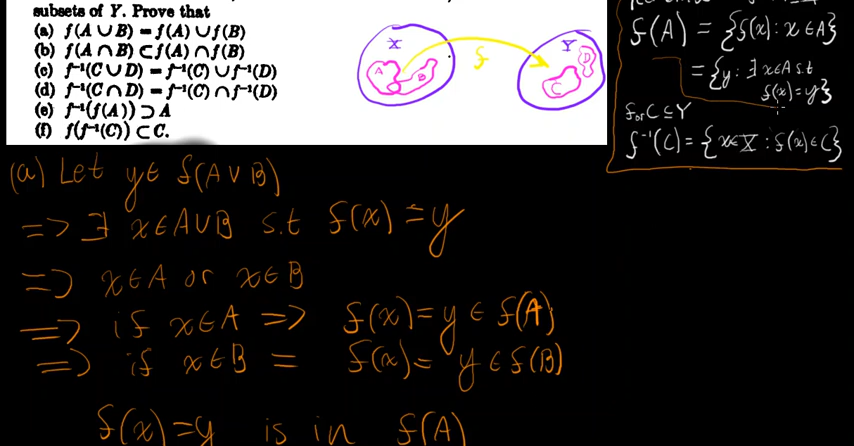 subsets of Y. Prove that
(a) f(A ∪ B) = f(A) ∪ f(B)
(b) f(A ∩ B) ⊂ f(A) ∩ f(B)
(c) f⁻¹(C ∪ D) = f⁻¹(C) ∪ f⁻¹(D)
(d) f⁻¹(C ∩ D) = f⁻¹(C) ∩ f⁻¹(D)
(e) f⁻¹(f(A)) ⊃ A
(f) f(f⁻¹(C)) ⊂ C.
X
A
B
f
Y
D
C
f(A) = {f(x) : x ∈ A}
= {y : ∃ x∈A s.t
f(x) = y}
for C ⊆ Y
f⁻¹(C) = {x∈X : f(x) ∈ C}
(a) Let y ∈ f(A ∪ B)
=> ∃ x∈A∪B s.t f(x) = y
=> x∈A or x∈B
=> if x∈A => f(x) = y ∈ f(A)
=> if x∈B = f(x) = y ∈ f(B)
f(x) = y is in f(A)